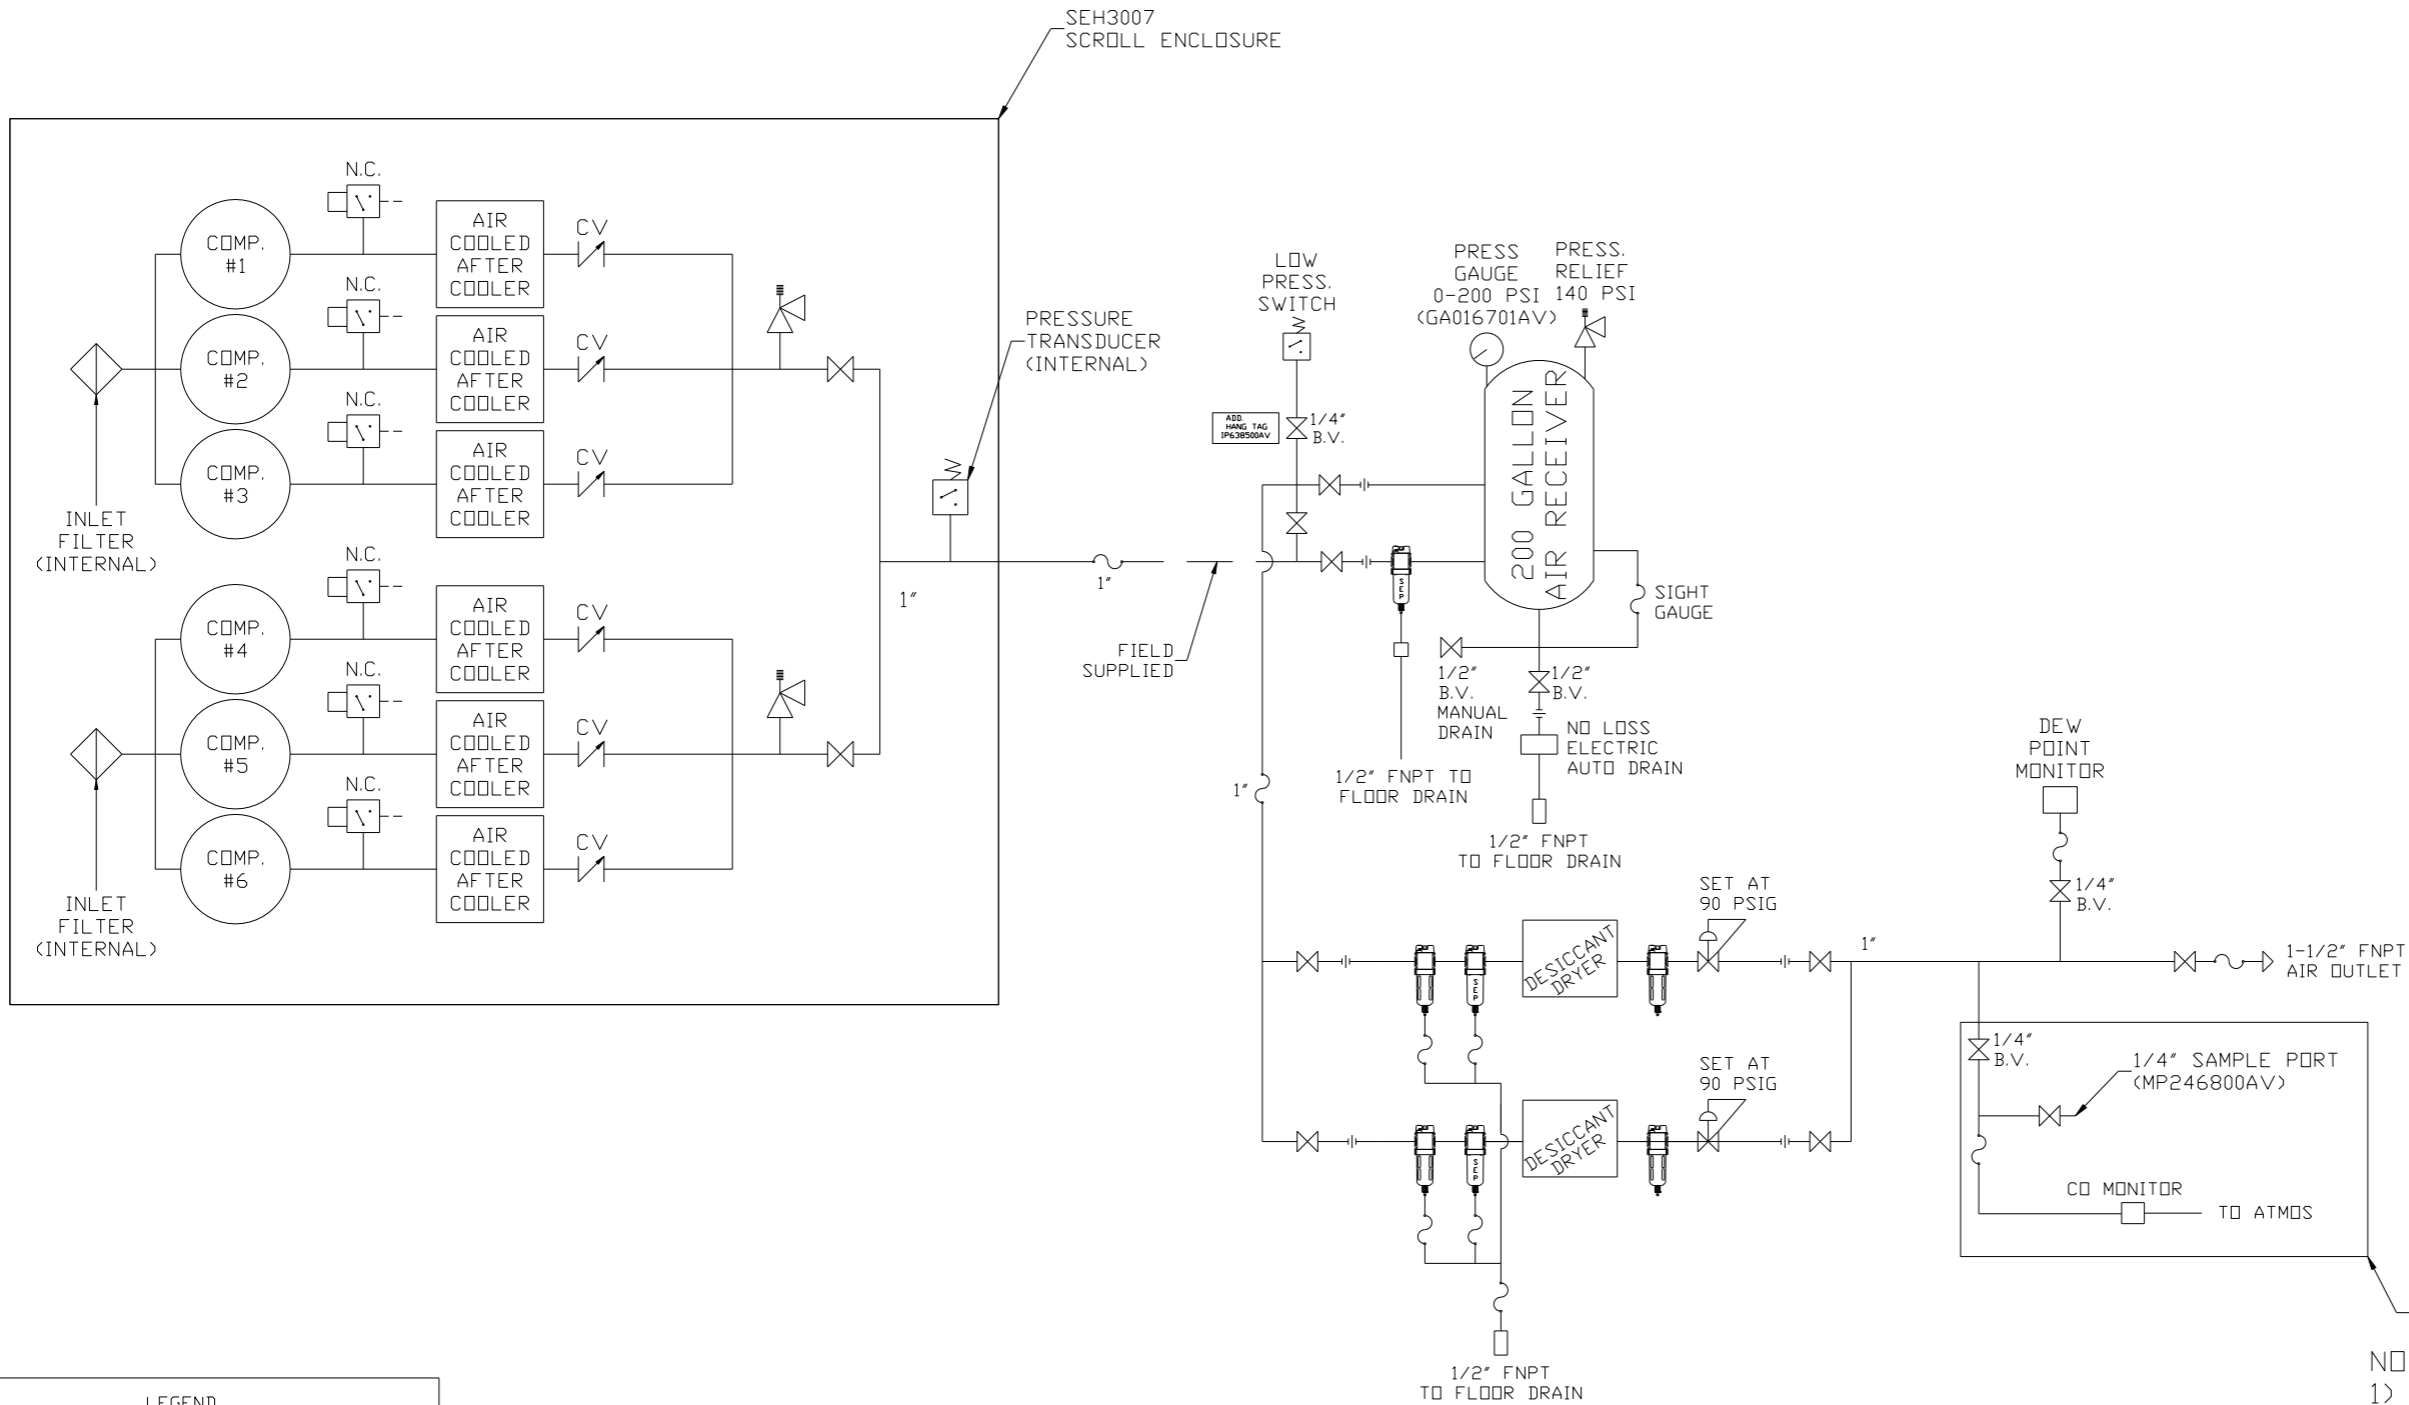 SEH3007
SCROLL ENCLOSURE
N.C.
COMP.
#1
AIR
COOLED
AFTER
COOLER
CV
N.C.
COMP.
#2
AIR
COOLED
AFTER
COOLER
CV
N.C.
COMP.
#3
AIR
COOLED
AFTER
COOLER
CV
INLET
FILTER
(INTERNAL)
N.C.
COMP.
#4
AIR
COOLED
AFTER
COOLER
CV
N.C.
COMP.
#5
AIR
COOLED
AFTER
COOLER
CV
N.C.
COMP.
#6
AIR
COOLED
AFTER
COOLER
CV
INLET
FILTER
(INTERNAL)
1"
PRESSURE
TRANSDUCER
(INTERNAL)
1"
FIELD
SUPPLIED
LOW
PRESS.
SWITCH
ADD.
HANG TAG
IP638500AV
1/4"
B.V.
PRESS
GAUGE
0-200 PSI
(GA016701AV)
PRESS.
RELIEF
140 PSI
200 GALLON
AIR RECEIVER
SEP
SIGHT
GAUGE
1/2"
B.V.
MANUAL
DRAIN
1/2"
B.V.
NO LOSS
ELECTRIC
AUTO DRAIN
1/2" FNPT TO
FLOOR DRAIN
1/2" FNPT
TO FLOOR DRAIN
1"
SEP
DESICCANT
DRYER
SET AT
90 PSIG
1"
SEP
DESICCANT
DRYER
SET AT
90 PSIG
1/2" FNPT
TO FLOOR DRAIN
DEW
POINT
MONITOR
1/4"
B.V.
1-1/2" FNPT
AIR OUTLET
1/4"
B.V.
1/4" SAMPLE PORT
(MP246800AV)
CO MONITOR
TO ATMOS
LEGEND
NO
1)